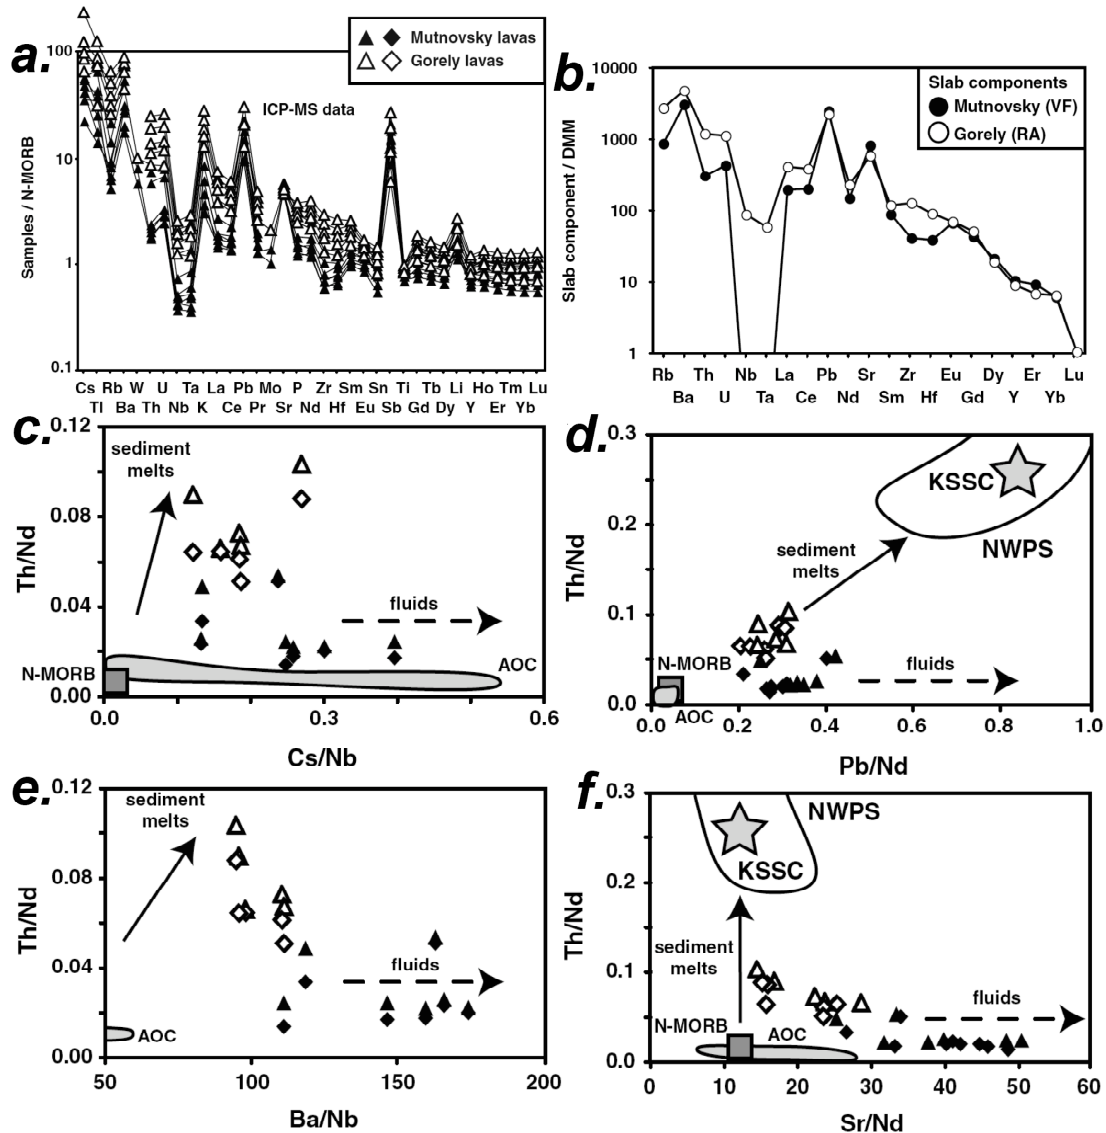 a.
Mutnovsky lavas
Gorely lavas
ICP-MS data
Samples / N-MORB
100
10
1
0.1
Cs Rb W U Ta La Pb Mo P Zr Sm Sn Ti Tb Li Ho Tm Lu
Tl Ba Th Nb K Ce Pr Sr Nd Hf Eu Sb Gd Dy Y Er Yb
b.
Slab components
Mutnovsky (VF)
Gorely (RA)
Slab component / DMM
10000
1000
100
10
1
Rb Th Nb La Pb Sr Zr Eu Dy Er Lu
Ba U Ta Ce Nd Sm Hf Gd Y Yb
c.
sediment
melts
fluids
N-MORB
AOC
Th/Nd
0.12
0.08
0.04
0.00
0.0 0.3 0.6
Cs/Nb
d.
KSSC
NWPS
sediment
melts
fluids
N-MORB
AOC
Th/Nd
0.3
0.2
0.1
0.0
0.0 0.2 0.4 0.6 0.8 1.0
Pb/Nd
e.
sediment
melts
fluids
AOC
Th/Nd
0.12
0.08
0.04
0.00
50 100 150 200
Ba/Nb
f.
NWPS
KSSC
sediment
melts
fluids
N-MORB
AOC
Th/Nd
0.3
0.2
0.1
0.0
0 10 20 30 40 50 60
Sr/Nd